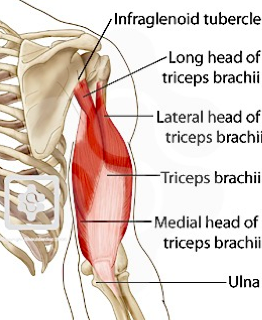 Infraglenoid tubercle
Long head of
triceps brachii
Lateral head of
triceps brachii
Triceps brachii
Medial head of
triceps brachii
Ulna